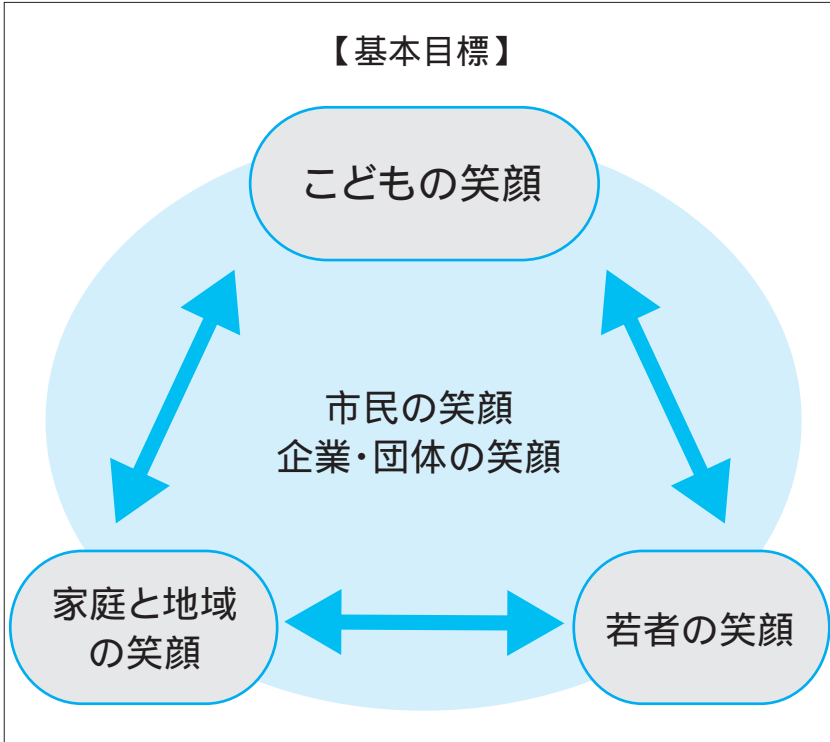 【基本目標】
こどもの笑顔
市民の笑顔
企業・団体の笑顔
家庭と地域
の笑顔
若者の笑顔